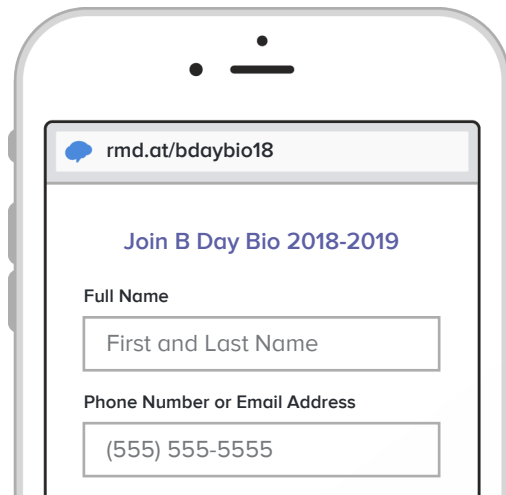 rmd.at/bdaybio18
Join B Day Bio 2018-2019
Full Name
First and Last Name
Phone Number or Email Address
(555) 555-5555